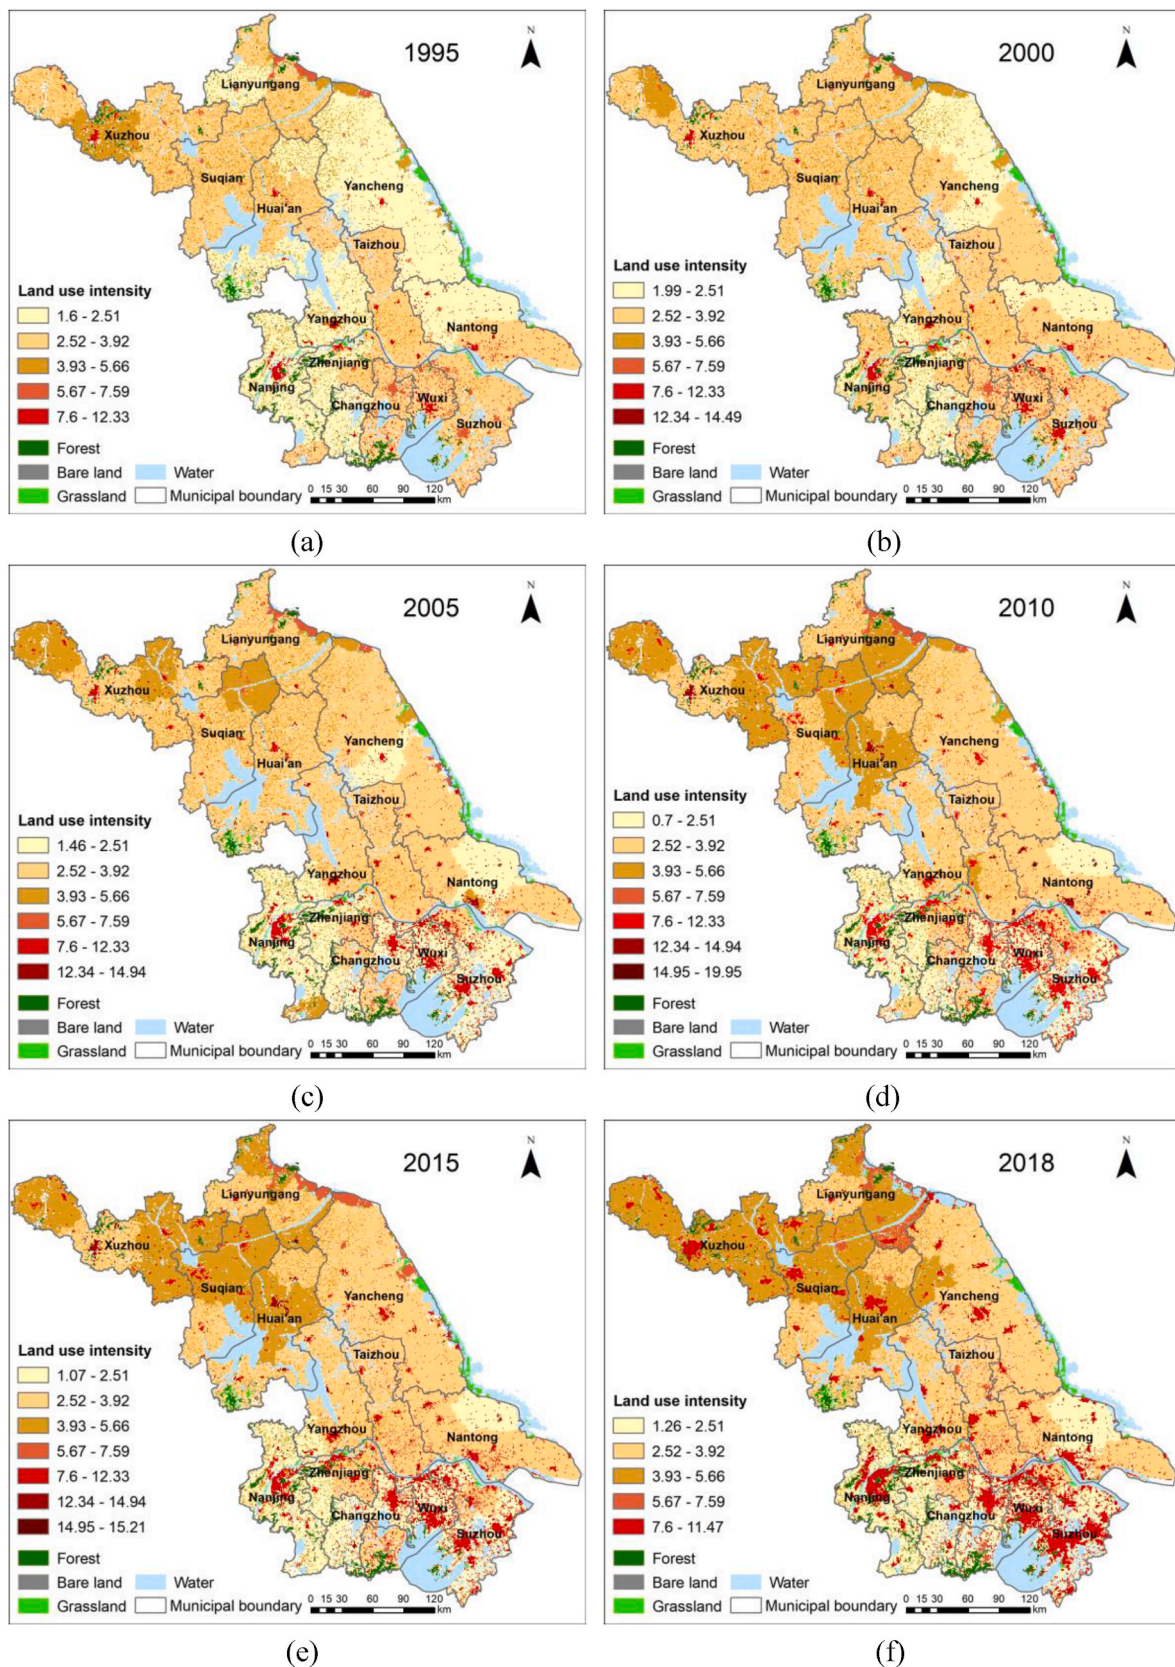 N
1995
Lianyungang
Xuzhou
Suqian
Yancheng
Huai'an
Taizhou
Land use intensity
1.6 - 2.51
2.52 - 3.92
3.93 - 5.66
5.67 - 7.59
7.6 - 12.33
Yangzhou
Nantong
Zhenjiang
Nanjing
Changzhou
Wuxi
Suzhou
Forest
Bare land
Water
Grassland
Municipal boundary
0 15 30 60 90 120
km
(a)
N
2000
Lianyungang
Xuzhou
Suqian
Yancheng
Huai'an
Taizhou
Land use intensity
1.99 - 2.51
2.52 - 3.92
3.93 - 5.66
5.67 - 7.59
7.6 - 12.33
12.34 - 14.49
Yangzhou
Nantong
Zhenjiang
Nanjing
Changzhou
Wuxi
Suzhou
Forest
Bare land
Water
Grassland
Municipal boundary
0 15 30 60 90 120
km
(b)
N
2005
Lianyungang
Xuzhou
Suqian
Yancheng
Huai'an
Taizhou
Land use intensity
1.46 - 2.51
2.52 - 3.92
3.93 - 5.66
5.67 - 7.59
7.6 - 12.33
12.34 - 14.94
Yangzhou
Nantong
Zhenjiang
Nanjing
Changzhou
Wuxi
Suzhou
Forest
Bare land
Water
Grassland
Municipal boundary
0 15 30 60 90 120
km
(c)
N
2010
Lianyungang
Xuzhou
Suqian
Yancheng
Huai'an
Taizhou
Land use intensity
0.7 - 2.51
2.52 - 3.92
3.93 - 5.66
5.67 - 7.59
7.6 - 12.33
12.34 - 14.94
14.95 - 19.95
Yangzhou
Nantong
Zhenjiang
Nanjing
Changzhou
Wuxi
Suzhou
Forest
Bare land
Water
Grassland
Municipal boundary
0 15 30 60 90 120
km
(d)
N
2015
Lianyungang
Xuzhou
Suqian
Yancheng
Huai'an
Taizhou
Land use intensity
1.07 - 2.51
2.52 - 3.92
3.93 - 5.66
5.67 - 7.59
7.6 - 12.33
12.34 - 14.94
14.95 - 15.21
Yangzhou
Nantong
Zhenjiang
Nanjing
Changzhou
Wuxi
Suzhou
Forest
Bare land
Water
Grassland
Municipal boundary
0 15 30 60 90 120
km
(e)
N
2018
Lianyungang
Xuzhou
Suqian
Yancheng
Huai'an
Taizhou
Land use intensity
1.26 - 2.51
2.52 - 3.92
3.93 - 5.66
5.67 - 7.59
7.6 - 11.47
Yangzhou
Nantong
Zhenjiang
Nanjing
Changzhou
Wuxi
Suzhou
Forest
Bare land
Water
Grassland
Municipal boundary
0 15 30 60 90 120
km
(f)